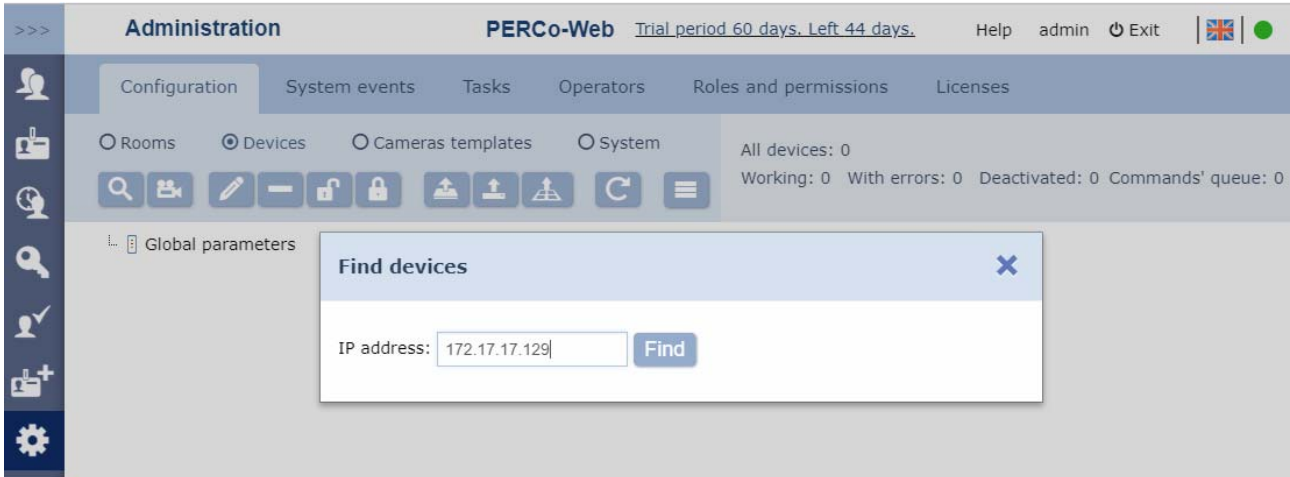 >>> Administration PERCo-Web Trial period 60 days. Left 44 days. Help admin Exit
Configuration System events Tasks Operators Roles and permissions Licenses
Rooms Devices Cameras templates System
All devices: 0
Working: 0 With errors: 0 Deactivated: 0 Commands' queue: 0
Global parameters
Find devices
IP address: 172.17.17.129 Find